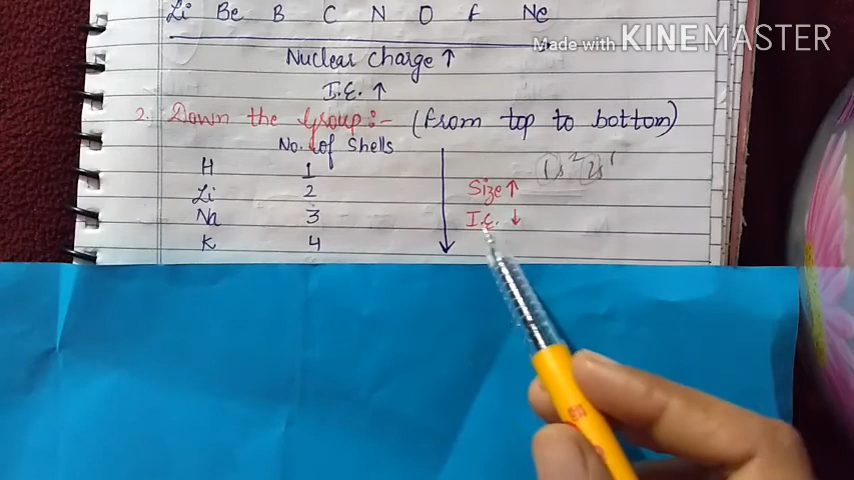 Li Be B C N O F Ne
Made with KINEMASTER
Nuclear Charge ↑
I.E. ↑
2. Down the Group:- (from top to bottom)
No. of Shells
H 1
Li 2
Na 3
K 4
1s² 2s¹
Size ↑
I.E. ↓